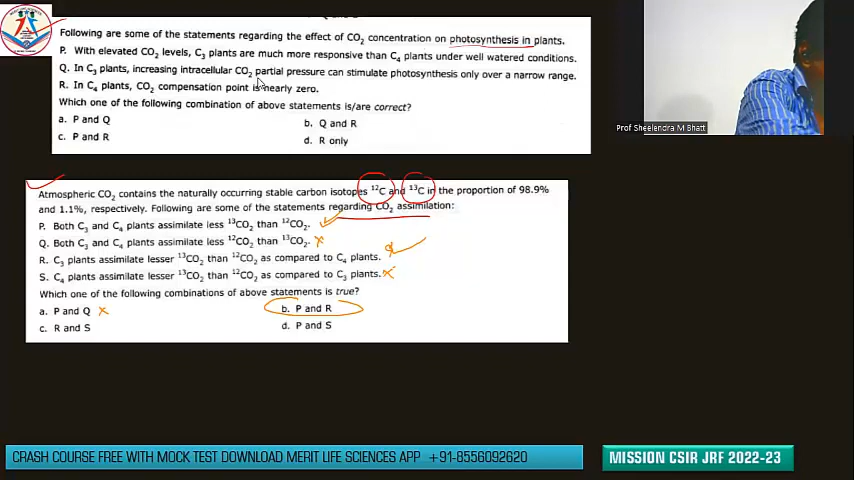 Following are some of the statements regarding the effect of CO₂ concentration on photosynthesis in plants.
P. With elevated CO₂ levels, C₃ plants are much more responsive than C₄ plants under well watered conditions.
Q. In C₃ plants, increasing intracellular CO₂ partial pressure can stimulate photosynthesis only over a narrow range.
R. In C₄ plants, CO₂ compensation point is nearly zero.
Which one of the following combination of above statements is/are correct?
a. P and Q
b. Q and R
c. P and R
d. R only
Prof Sheelendra M Bhatt
Atmospheric CO₂ contains the naturally occurring stable carbon isotopes ¹²C and ¹³C in the proportion of 98.9%
and 1.1%, respectively. Following are some of the statements regarding CO₂ assimilation:
P. Both C₃ and C₄ plants assimilate less ¹³CO₂ than ¹²CO₂.
Q. Both C₃ and C₄ plants assimilate less ¹²CO₂ than ¹³CO₂.
R. C₃ plants assimilate lesser ¹³CO₂ than ¹²CO₂ as compared to C₄ plants.
S. C₄ plants assimilate lesser ¹³CO₂ than ¹²CO₂ as compared to C₃ plants.
Which one of the following combinations of above statements is true?
a. P and Q
b. P and R
c. R and S
d. P and S
CRASH COURSE FREE WITH MOCK TEST DOWNLOAD MERIT LIFE SCIENCES APP +91-8556092620
MISSION CSIR JRF 2022-23